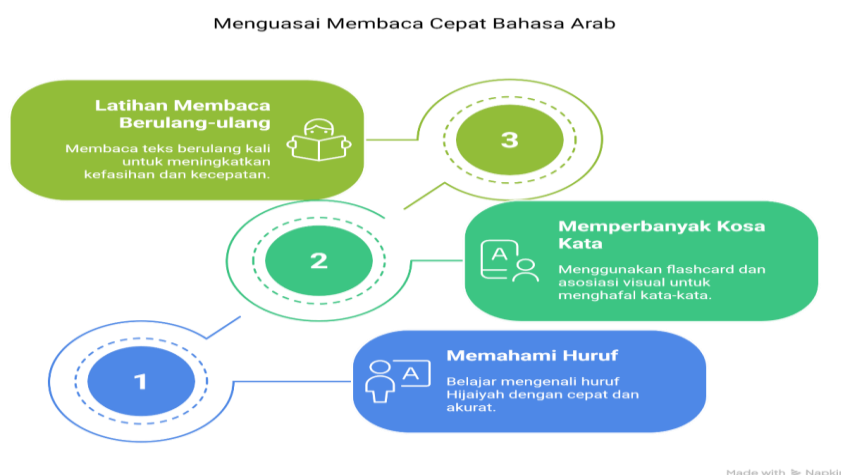 Menguasai Membaca Cepat Bahasa Arab
Latihan Membaca
Berulang-ulang
Membaca teks berulang kali
untuk meningkatkan
kefasihan dan kecepatan.
3
2
Memperbanyak Kosa
Kata
A
Menggunakan flashcard dan
asosiasi visual untuk
menghafal kata-kata.
1
Memahami Huruf
A
Belajar mengenali huruf
Hijaiyah dengan cepat dan
akurat.
Made with